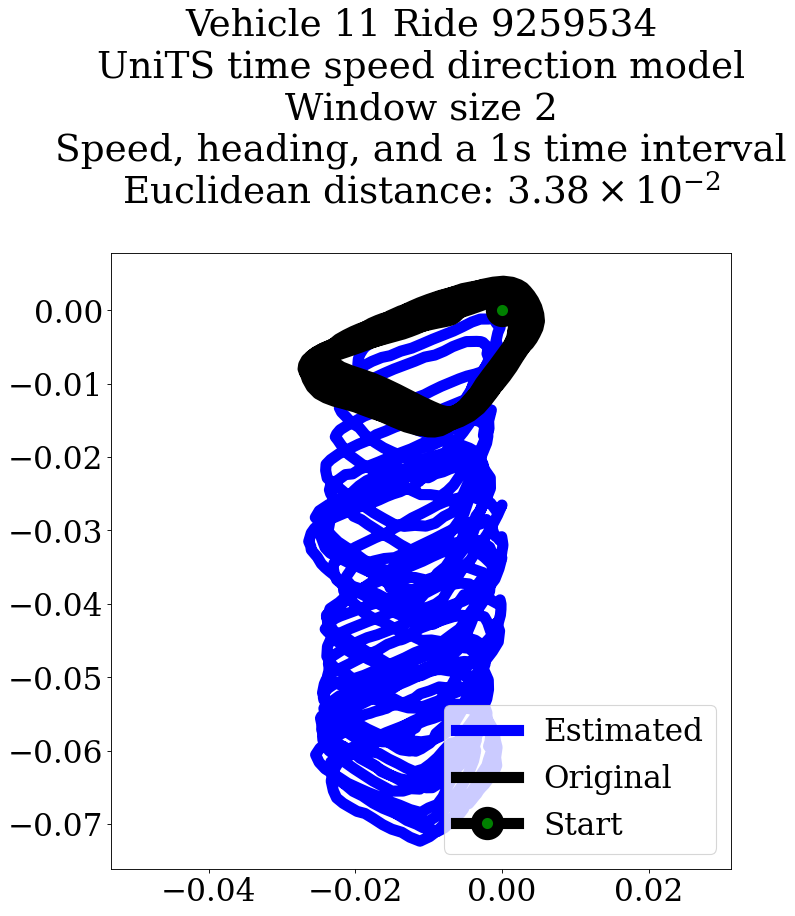 Vehicle 11 Ride 9259534
UniTS time speed direction model
Window size 2
Speed, heading, and a 1s time interval
Euclidean distance: 3.38 × 10⁻²
0.00
−0.01
−0.02
−0.03
−0.04
−0.05
−0.06
−0.07
Estimated
Original
Start
−0.04 −0.02 0.00 0.02